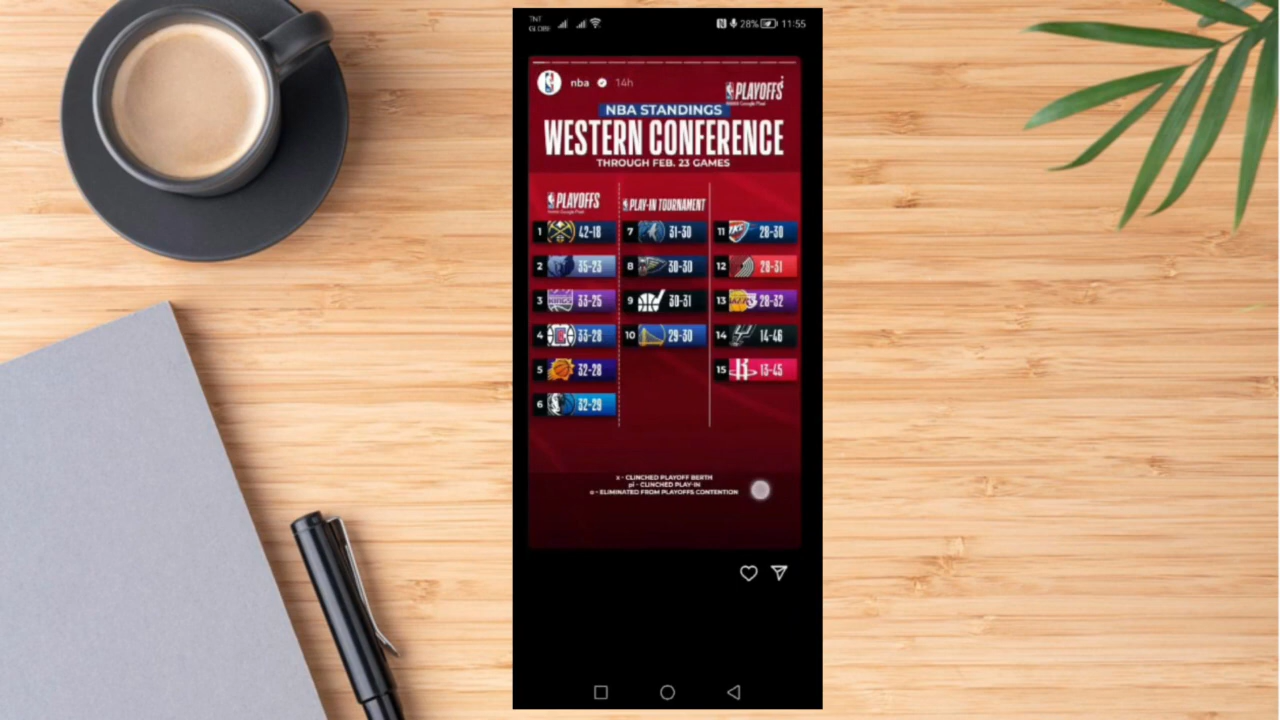 TNT
GLOBE
28% 11:55
nba 14h
PLAYOFFS
NBA STANDINGS
WESTERN CONFERENCE
THROUGH FEB. 23 GAMES
PLAYOFFS
PLAY-IN TOURNAMENT
1 42-18
2 35-23
3 KINGS 33-25
4 33-28
5 32-28
6 32-29
7 31-30
8 30-30
9 30-31
10 29-30
11 28-30
12 28-31
13 28-32
14 14-46
15 13-45
x - CLINCHED PLAYOFF BERTH
pi - CLINCHED PLAY-IN
o - ELIMINATED FROM PLAYOFFS CONTENTION